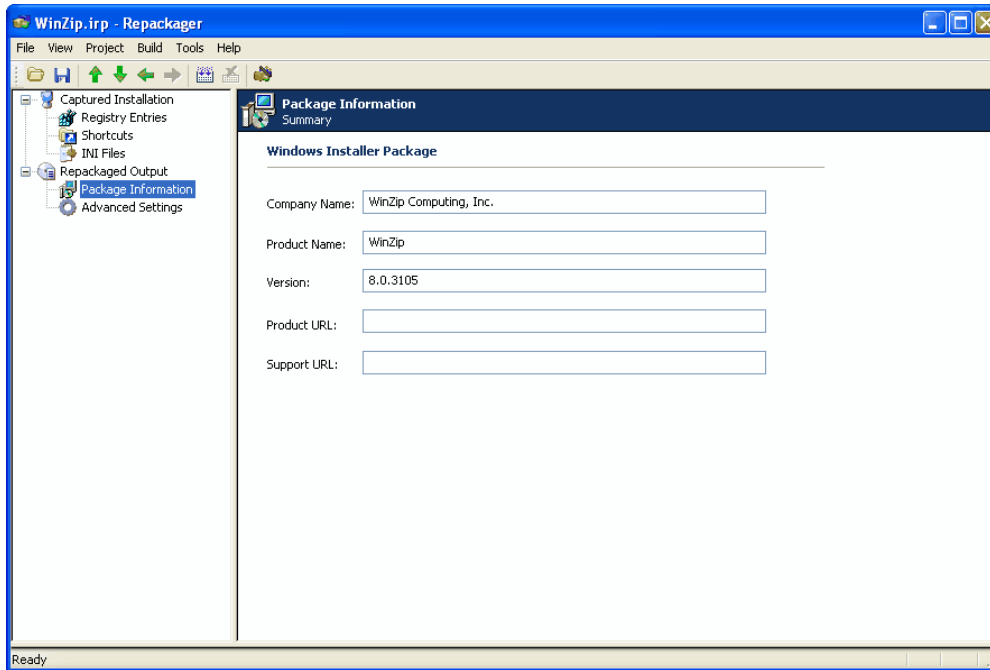 WinZip.irp - Repackager
File View Project Build Tools Help
Captured Installation
Registry Entries
Shortcuts
INI Files
Repackaged Output
Package Information
Advanced Settings
Package Information
Summary
Windows Installer Package
Company Name: WinZip Computing, Inc.
Product Name: WinZip
Version: 8.0.3105
Product URL:
Support URL:
Ready